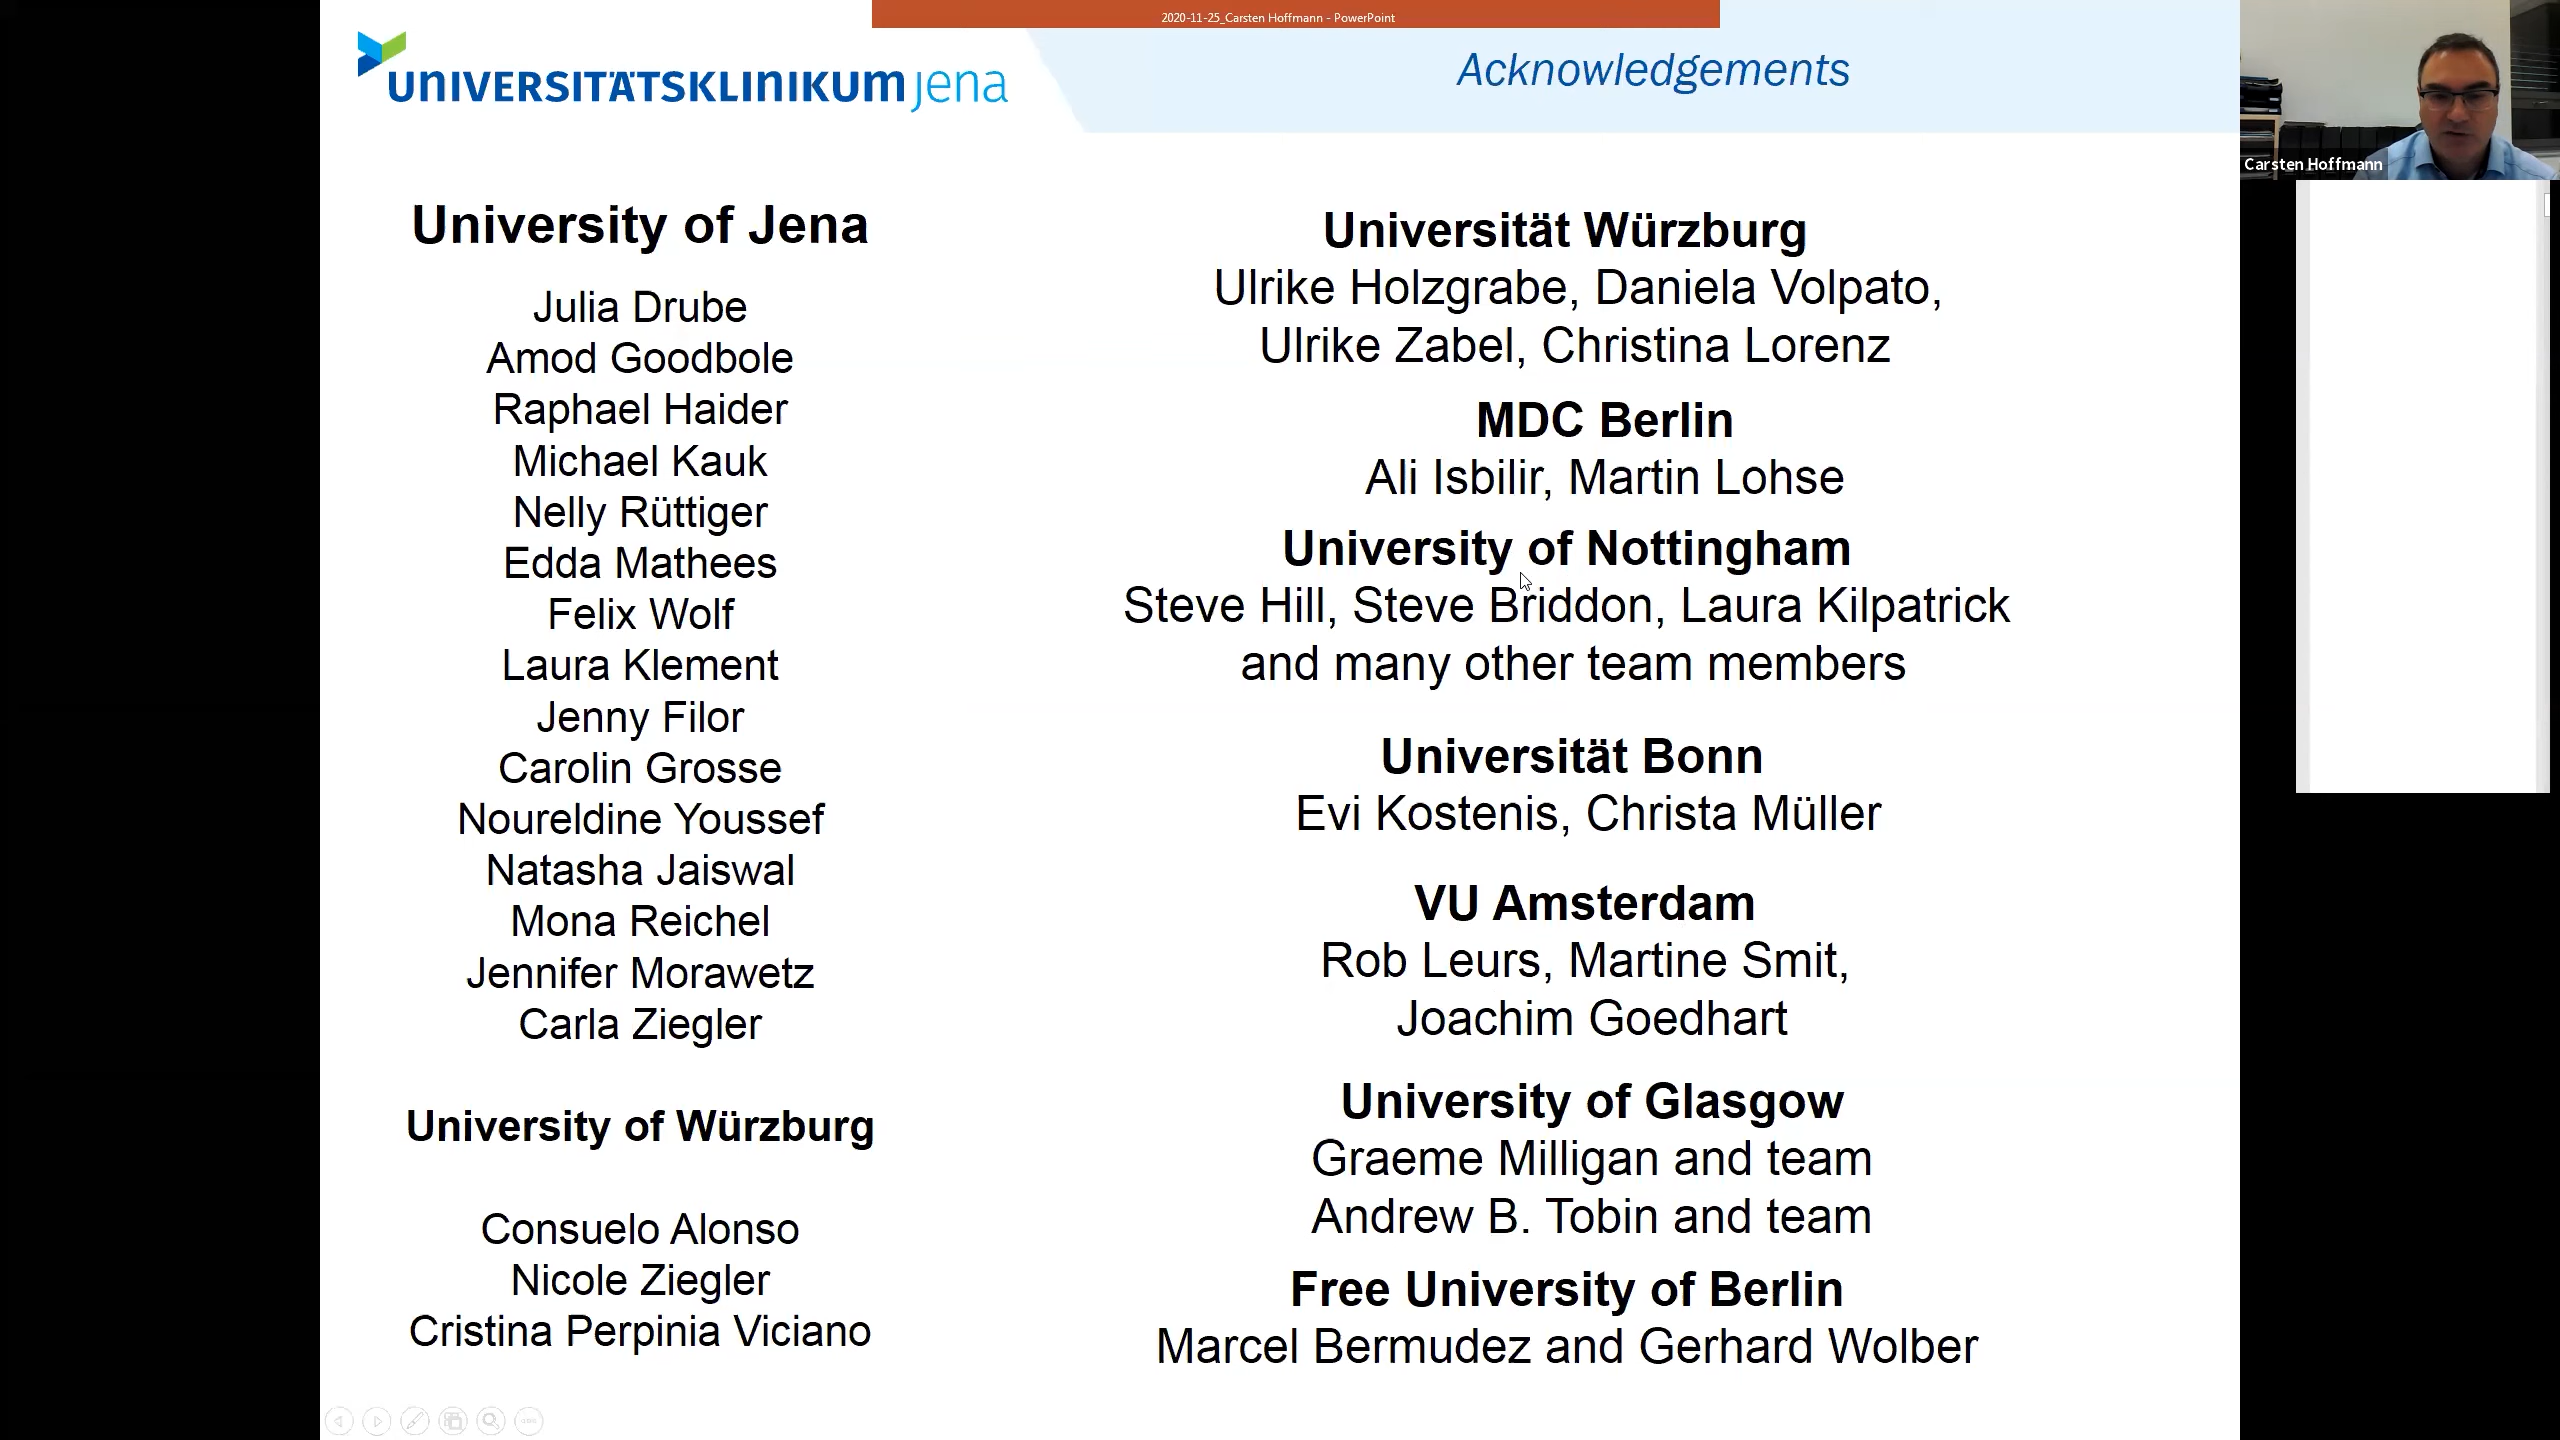 2020-11-25_Carsten Hoffmann - PowerPoint
UNIVERSITÄTSKLINIKUM jena
Acknowledgements
Carsten Hoffmann
University of Jena
Julia Drube
Amod Goodbole
Raphael Haider
Michael Kauk
Nelly Rüttiger
Edda Mathees
Felix Wolf
Laura Klement
Jenny Filor
Carolin Grosse
Noureldine Youssef
Natasha Jaiswal
Mona Reichel
Jennifer Morawetz
Carla Ziegler
University of Würzburg
Consuelo Alonso
Nicole Ziegler
Cristina Perpinia Viciano
Universität Würzburg
Ulrike Holzgrabe, Daniela Volpato,
Ulrike Zabel, Christina Lorenz
MDC Berlin
Ali Isbilir, Martin Lohse
University of Nottingham
Steve Hill, Steve Briddon, Laura Kilpatrick
and many other team members
Universität Bonn
Evi Kostenis, Christa Müller
VU Amsterdam
Rob Leurs, Martine Smit,
Joachim Goedhart
University of Glasgow
Graeme Milligan and team
Andrew B. Tobin and team
Free University of Berlin
Marcel Bermudez and Gerhard Wolber